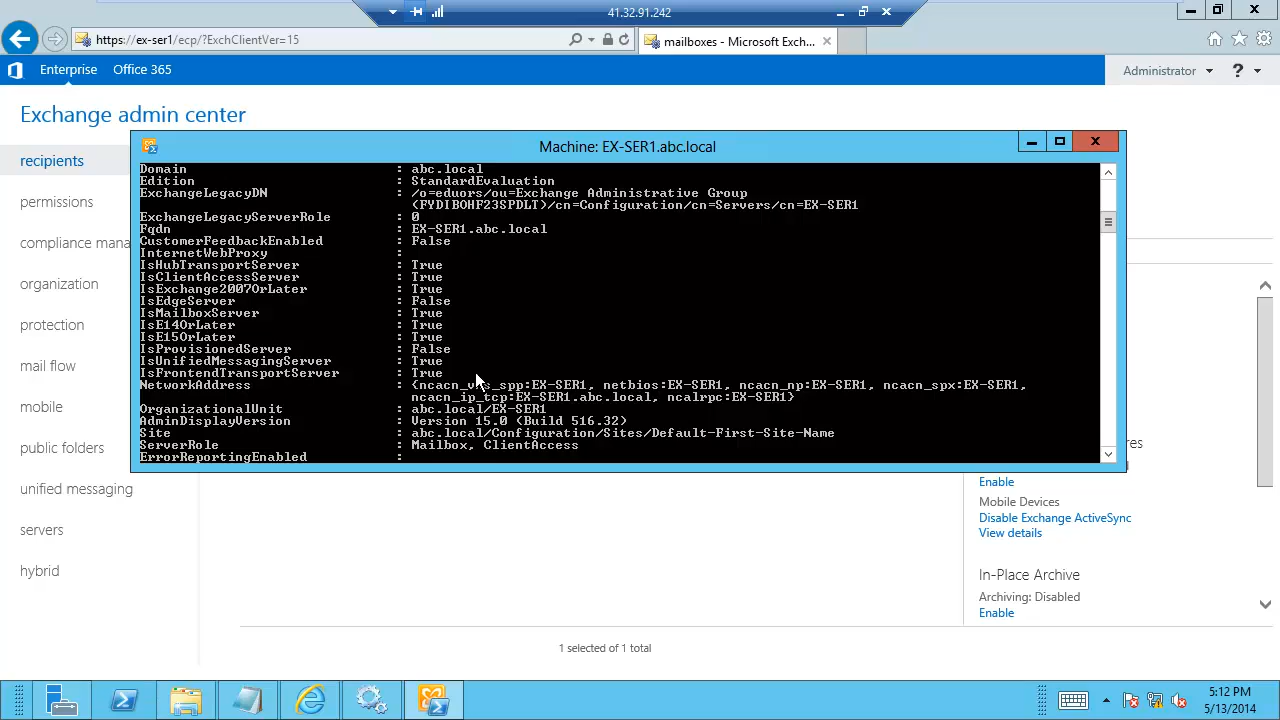 41.32.91.242
https://ex-ser1/ecp/?ExchClientVer=15
mailboxes - Microsoft Exch...
Enterprise Office 365
Administrator ?
Exchange admin center
recipients
permissions
compliance mana
organization
protection
mail flow
mobile
public folders
unified messaging
servers
hybrid
Machine: EX-SER1.abc.local
Domain : abc.local
Edition : StandardEvaluation
ExchangeLegacyDN : /o=eduors/ou=Exchange Administrative Group
(FYDIBOHF23SPDLT)/cn=Configuration/cn=Servers/cn=EX-SER1
ExchangeLegacyServerRole : 0
Fqdn : EX-SER1.abc.local
CustomerFeedbackEnabled : False
InternetWebProxy :
IsHubTransportServer : True
IsClientAccessServer : True
IsExchange2007OrLater : True
IsEdgeServer : False
IsMailboxServer : True
IsE14OrLater : True
IsE15OrLater : True
IsProvisionedServer : False
IsUnifiedMessagingServer : True
IsFrontendTransportServer : True
NetworkAddress : {ncacn_vns_spp:EX-SER1, netbios:EX-SER1, ncacn_np:EX-SER1, ncacn_spx:EX-SER1,
ncacn_ip_tcp:EX-SER1.abc.local, ncalrpc:EX-SER1}
OrganizationalUnit : abc.local/EX-SER1
AdminDisplayVersion : Version 15.0 (Build 516.32)
Site : abc.local/Configuration/Sites/Default-First-Site-Name
ServerRole : Mailbox, ClientAccess
ErrorReportingEnabled :
res
Enable
Mobile Devices
Disable Exchange ActiveSync
View details
In-Place Archive
Archiving: Disabled
Enable
1 selected of 1 total
5:12 PM
5/13/2014